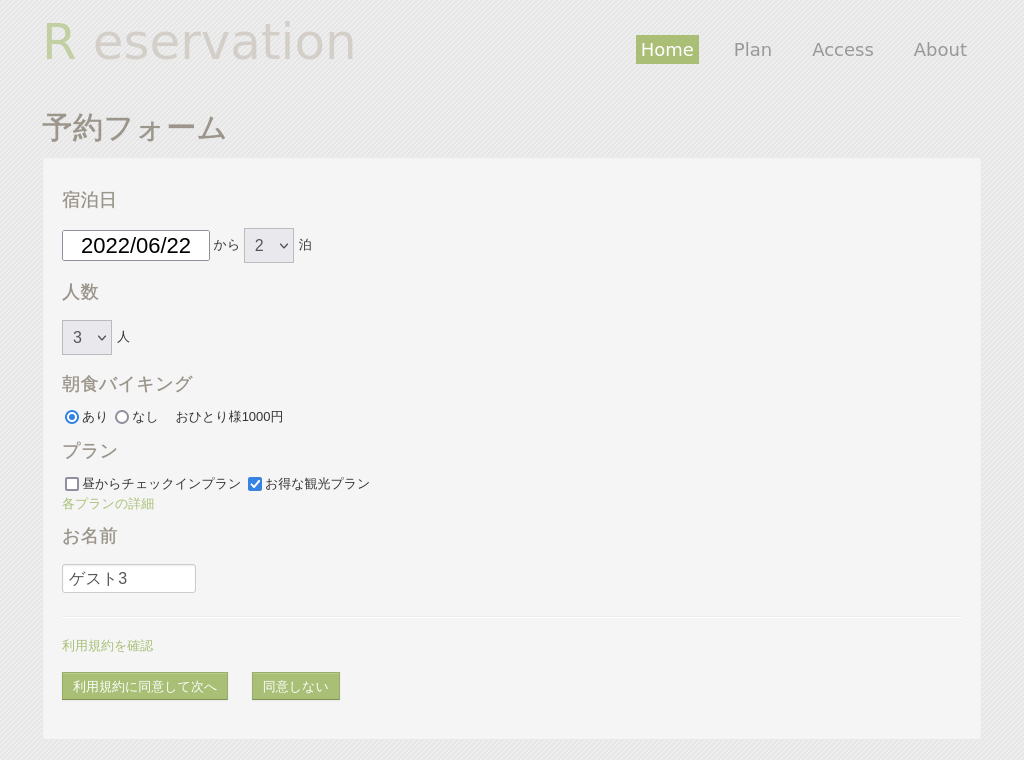 R eservation
Home Plan Access About
予約フォーム
宿泊日
2022/06/22 から 2 泊
人数
3 人
朝食バイキング
あり なし おひとり様1000円
プラン
昼からチェックインプラン お得な観光プラン
各プランの詳細
お名前
ゲスト3
利用規約を確認
利用規約に同意して次へ 同意しない